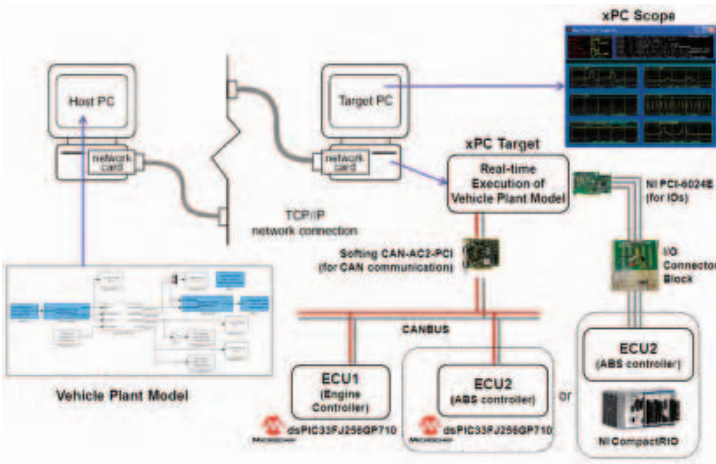 xPC Scope
Host PC
network
card
Target PC
network
card
TCP/IP
network connection
xPC Target
Real-time
Execution of
Vehicle Plant Model
NI PCI-6024E
(for IOs)
Softing CAN-AC2-PCI
(for CAN communication)
I/O
Connector
Block
CANBUS
Vehicle Plant Model
ECU1
(Engine
Controller)
MICROCHIP
dsPIC33FJ256GP710
ECU2
(ABS controller)
MICROCHIP
dsPIC33FJ256GP710
or
ECU2
(ABS controller)
NI CompactRIO